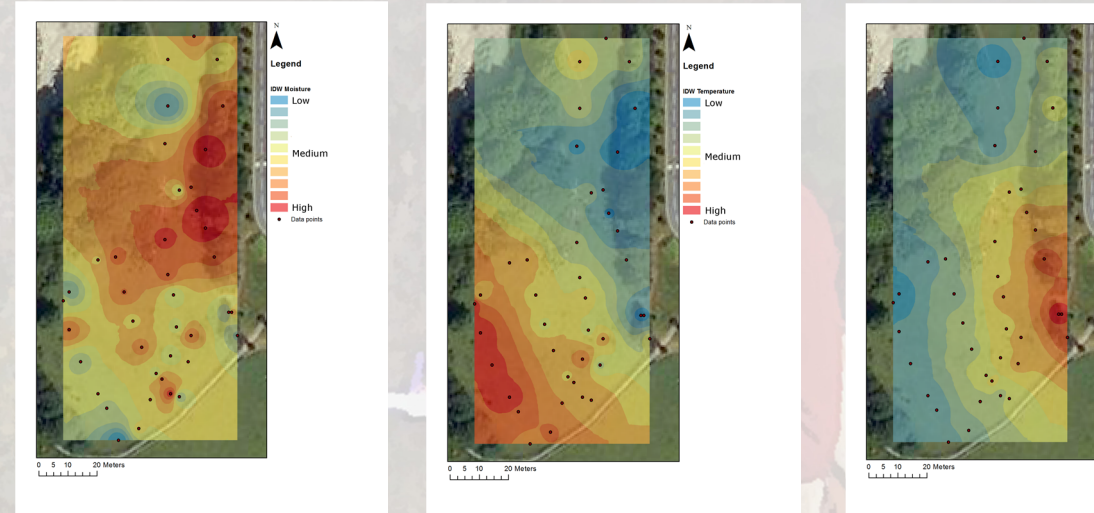 N
Legend
IDW Moisture
Low
Medium
High
Data points
0 5 10 20 Meters
N
Legend
IDW Temperature
Low
Medium
High
Data points
0 5 10 20 Meters
0 5 10 20 Meters